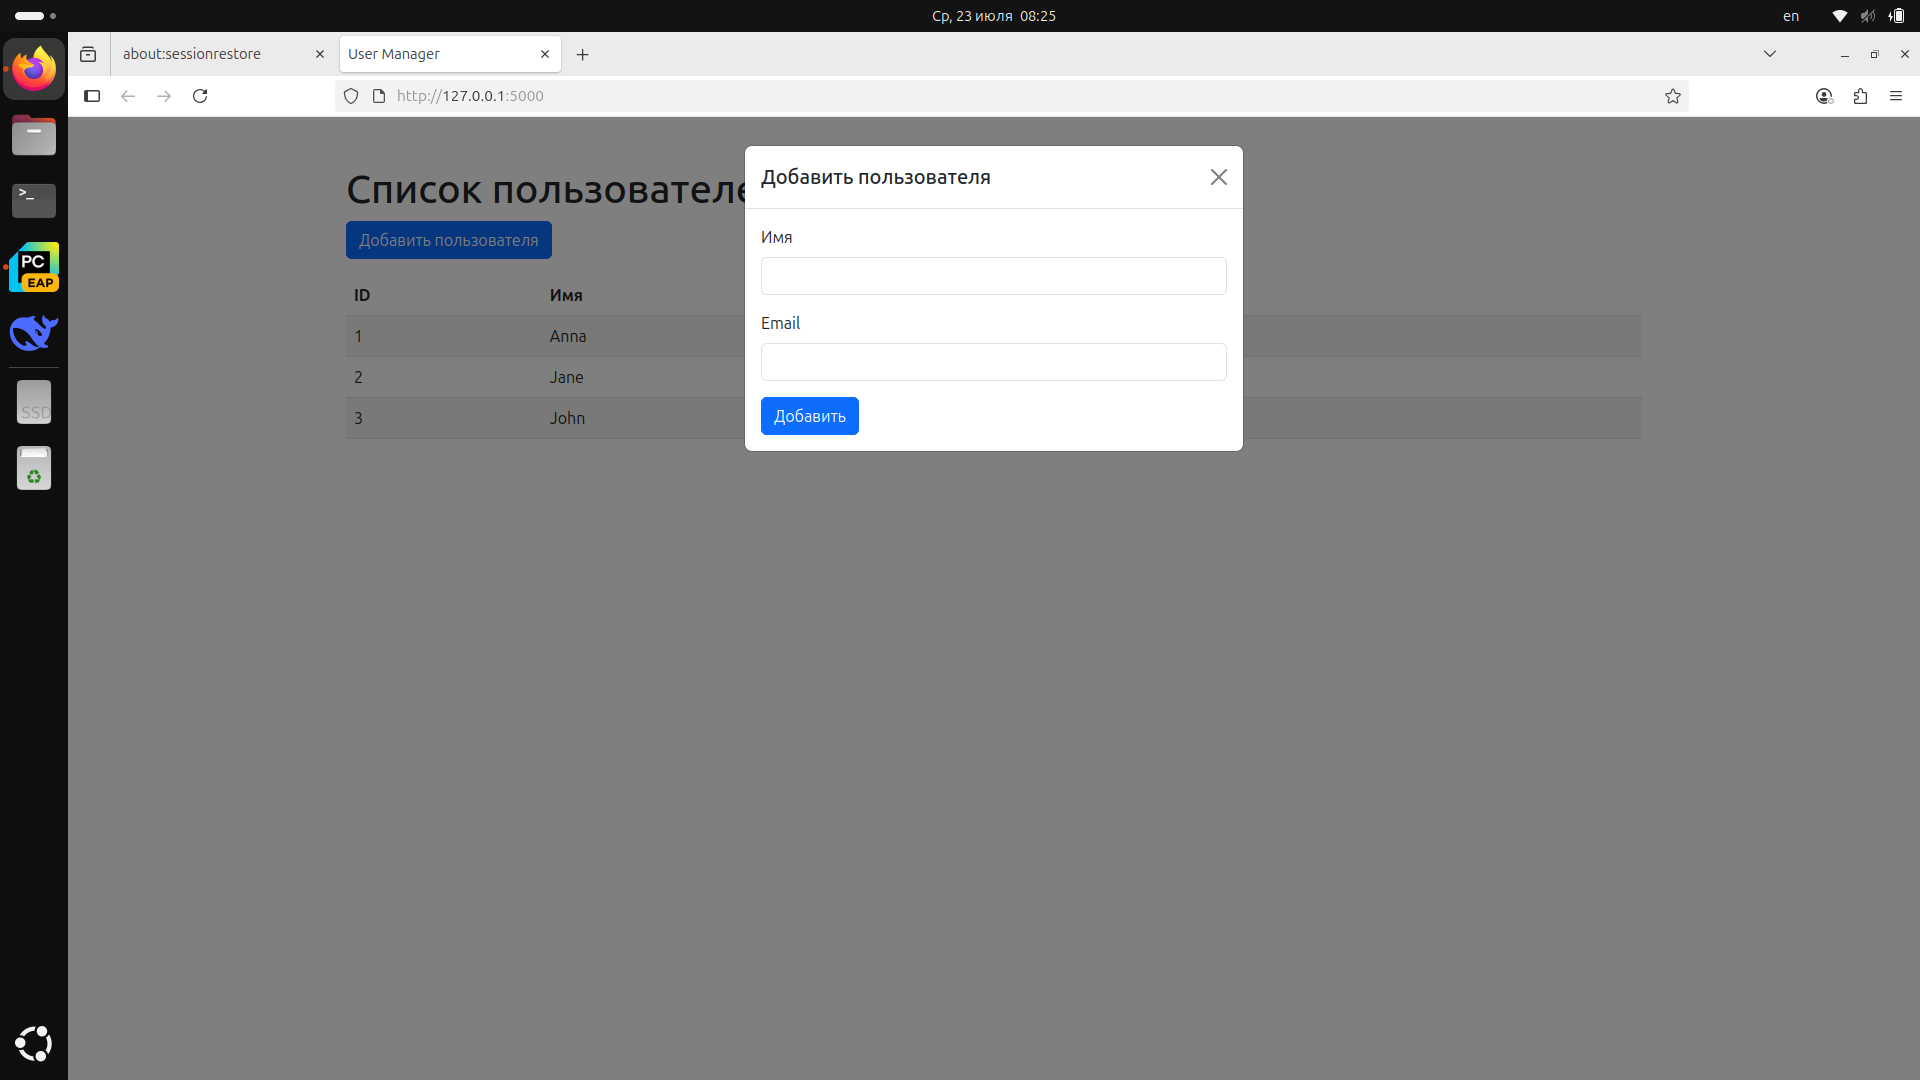 Ср, 23 июля 08:25
en
about:sessionrestore
User Manager
http://127.0.0.1:5000
PC
EAP
SSD
Список пользователе
Добавить пользователя
ID Имя
1 Anna
2 Jane
3 John
Добавить пользователя
Имя
Email
Добавить